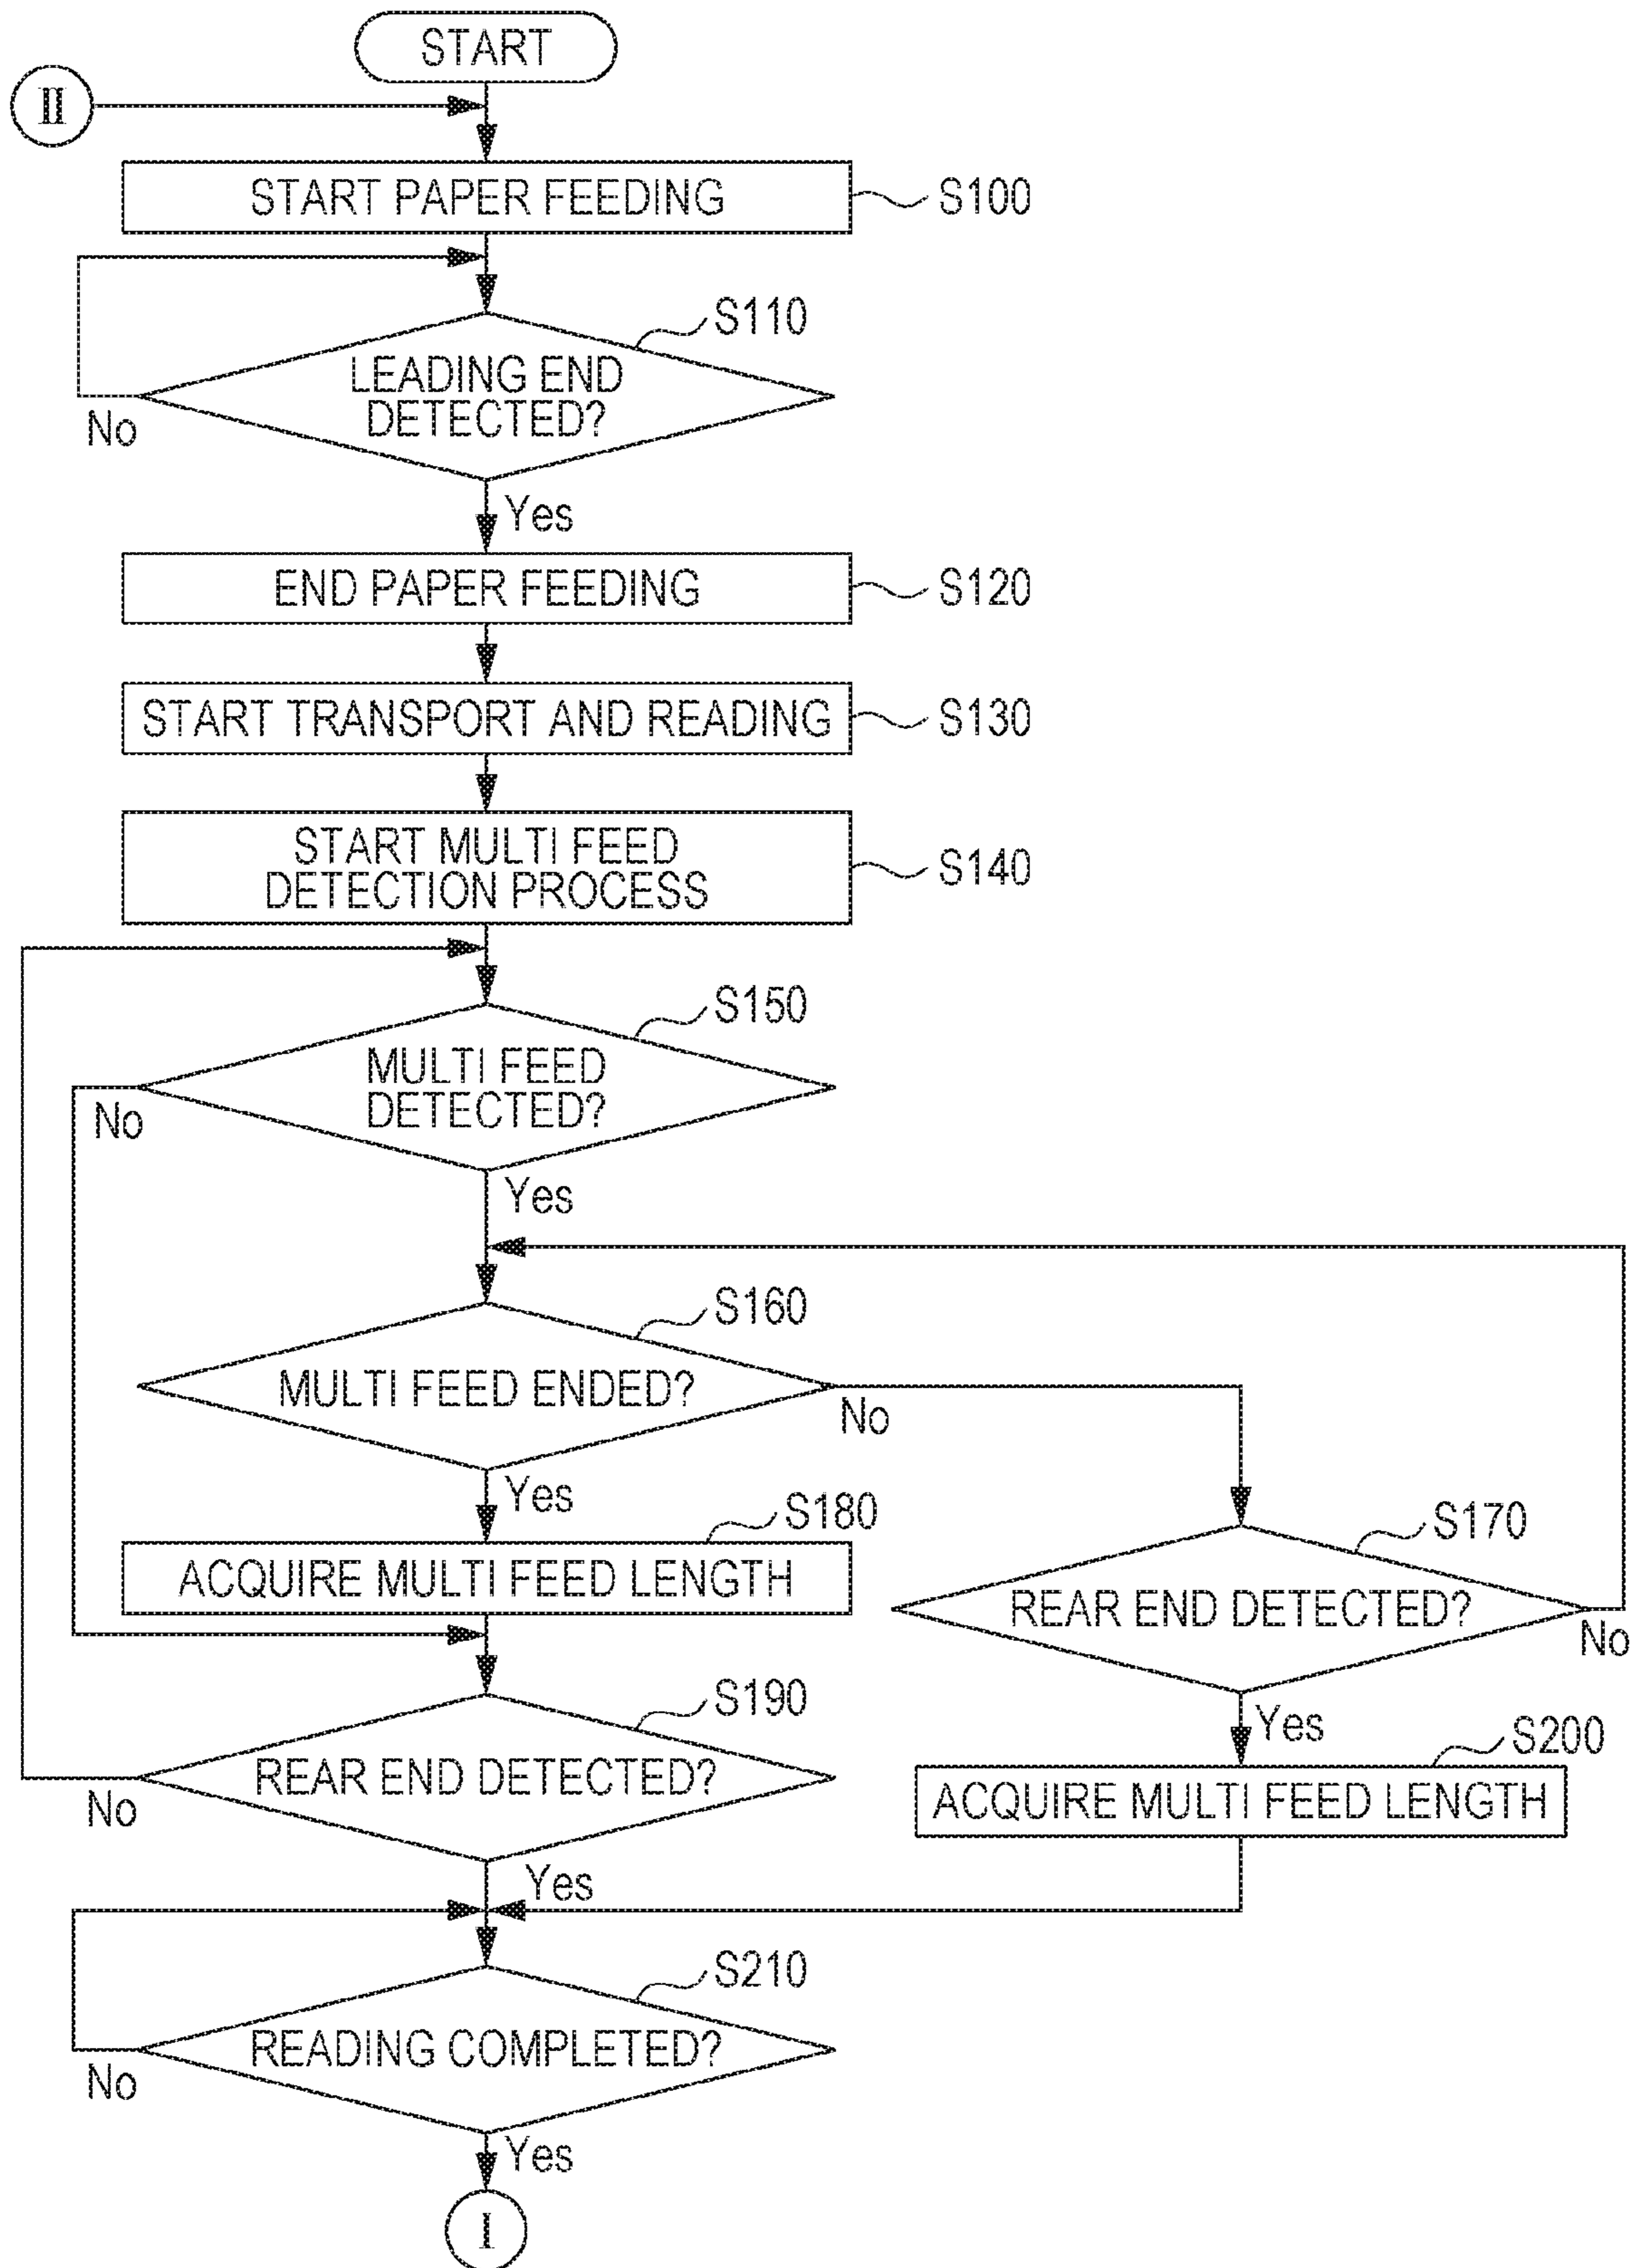 START
II
START PAPER FEEDING
S100
S110
LEADING END
DETECTED?
No
Yes
END PAPER FEEDING
S120
START TRANSPORT AND READING
S130
START MULTI FEED
DETECTION PROCESS
S140
S150
MULTI FEED
DETECTED?
No
Yes
S160
MULTI FEED ENDED?
No
Yes
S180
ACQUIRE MULTI FEED LENGTH
S170
REAR END DETECTED?
No
Yes
S190
REAR END DETECTED?
No
Yes
S200
ACQUIRE MULTI FEED LENGTH
S210
READING COMPLETED?
No
Yes
I